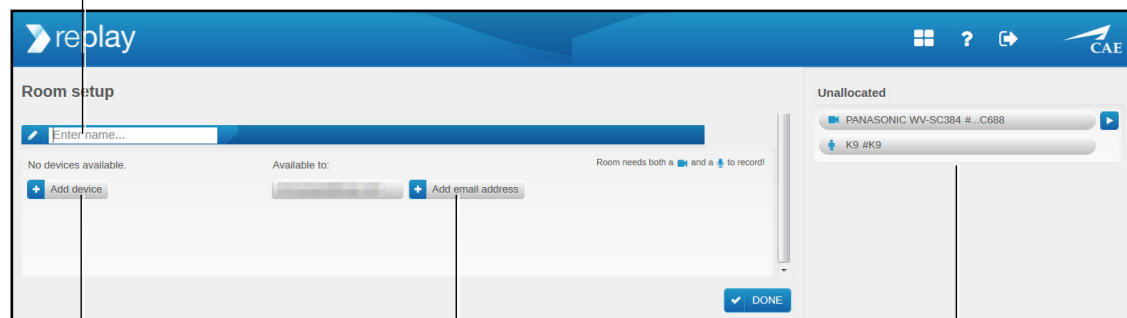 replay
?
CAE
Room setup
Unallocated
Enter name...
PANASONIC WV-SC384 #...C688
K9 #K9
No devices available.
Available to:
Room needs both a and a to record!
Add device
Add email address
DONE